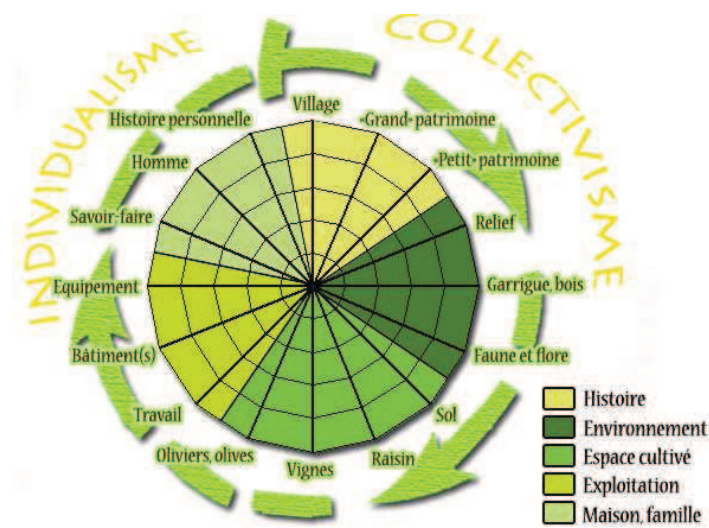 INDIVIDUALISME
COLLECTIVISME
Village
«Grand» patrimoine
«Petit» patrimoine
Relief
Garrigue, bois
Faune et flore
Sol
Raisin
Vignes
Oliviers, olives
Travail
Bâtiment(s)
Equipement
Savoir-faire
Homme
Histoire personnelle
Histoire
Environnement
Espace cultivé
Exploitation
Maison, famille